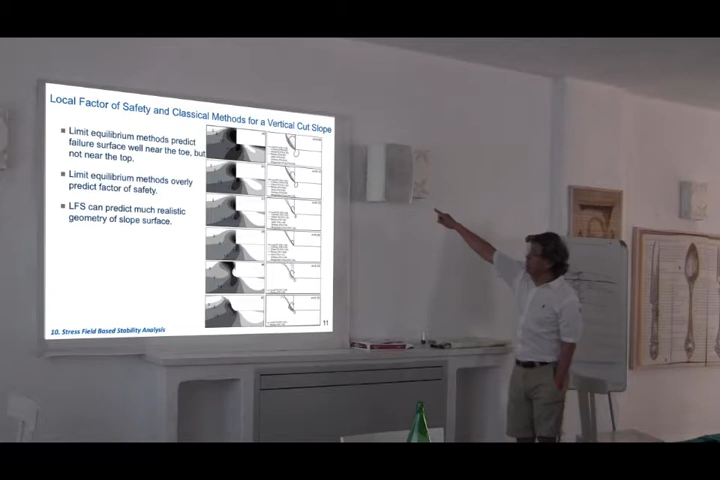 Local Factor of Safety and Classical Methods for a Vertical Cut Slope
Limit equilibrium methods predict
failure surface well near the toe, but
not near the top.
Limit equilibrium methods overly
predict factor of safety.
LFS can predict much realistic
geometry of slope surface.
10. Stress Field Based Stability Analysis
11